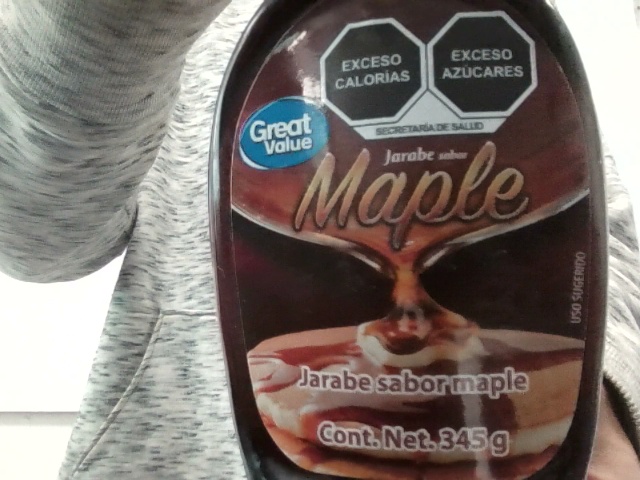 EXCESO
CALORÍAS
EXCESO
AZÚCARES
SECRETARÍA DE SALUD
Great
Value
Jarabe sabor
Maple
USO SUGERIDO
Jarabe sabor maple
Cont. Net. 345 g